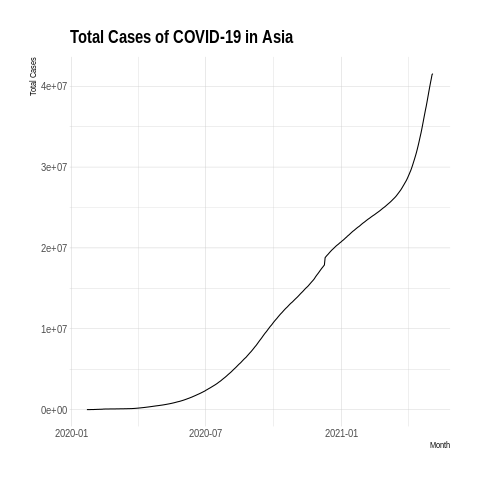 Total Cases of COVID-19 in Asia
Total Cases
4e+07
3e+07
2e+07
1e+07
0e+00
2020-01 2020-07 2021-01
Month